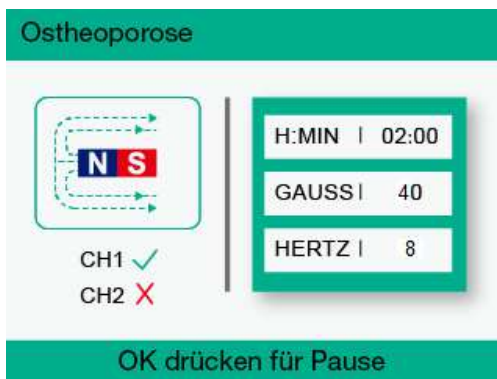 Ostheoporose
N S
CH1 ✓
CH2 X
H:MIN | 02:00
GAUSS | 40
HERTZ | 8
OK drücken für Pause